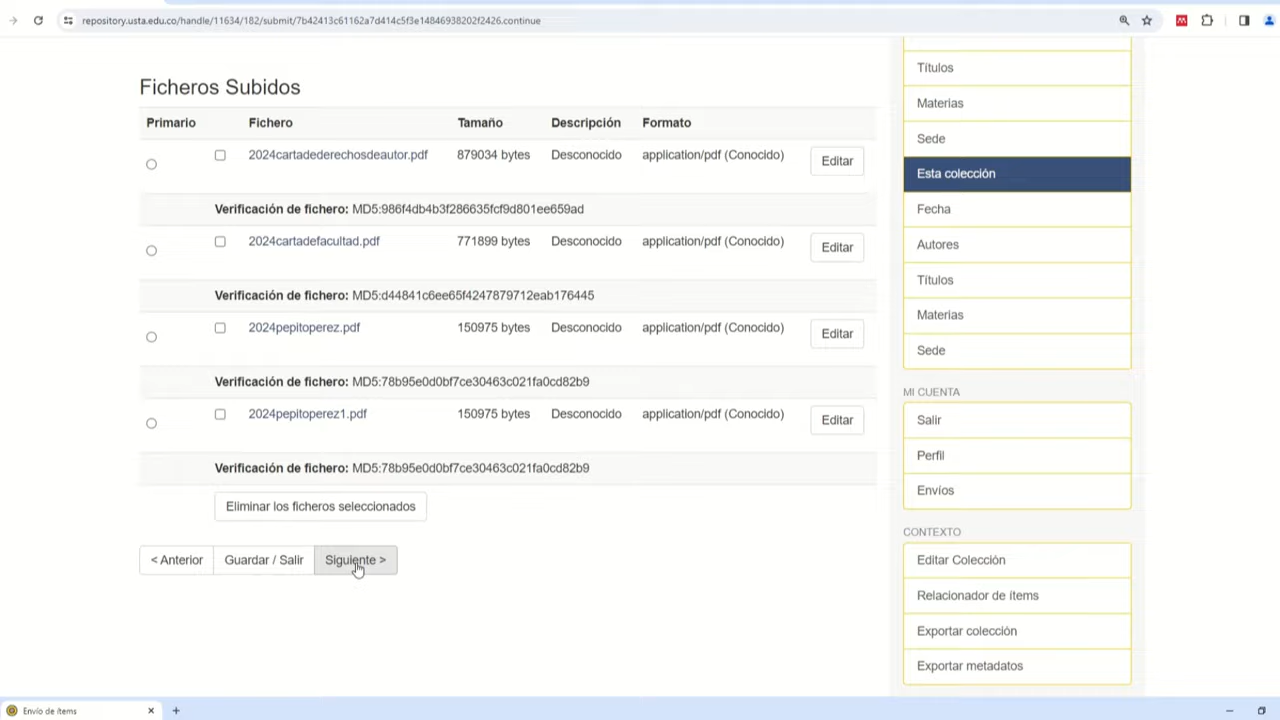 repository.usta.edu.co/handle/11634/182/submit/7b42413c61162a7d414c5f3e14846938202f2426.continue
Ficheros Subidos
Primario Fichero Tamaño Descripción Formato
2024cartadederechosdeautor.pdf 879034 bytes Desconocido application/pdf (Conocido) Editar
Verificación de fichero: MD5:986f4db4b3f286635fcf9d801ee659ad
2024cartadefacultad.pdf 771899 bytes Desconocido application/pdf (Conocido) Editar
Verificación de fichero: MD5:d44841c6ee65f4247879712eab176445
2024pepitoperez.pdf 150975 bytes Desconocido application/pdf (Conocido) Editar
Verificación de fichero: MD5:78b95e0d0bf7ce30463c021fa0cd82b9
2024pepitoperez1.pdf 150975 bytes Desconocido application/pdf (Conocido) Editar
Verificación de fichero: MD5:78b95e0d0bf7ce30463c021fa0cd82b9
Eliminar los ficheros seleccionados
< Anterior Guardar / Salir Siguiente >
Títulos
Materias
Sede
Esta colección
Fecha
Autores
Títulos
Materias
Sede
MI CUENTA
Salir
Perfil
Envíos
CONTEXTO
Editar Colección
Relacionador de ítems
Exportar colección
Exportar metadatos
Envío de ítems